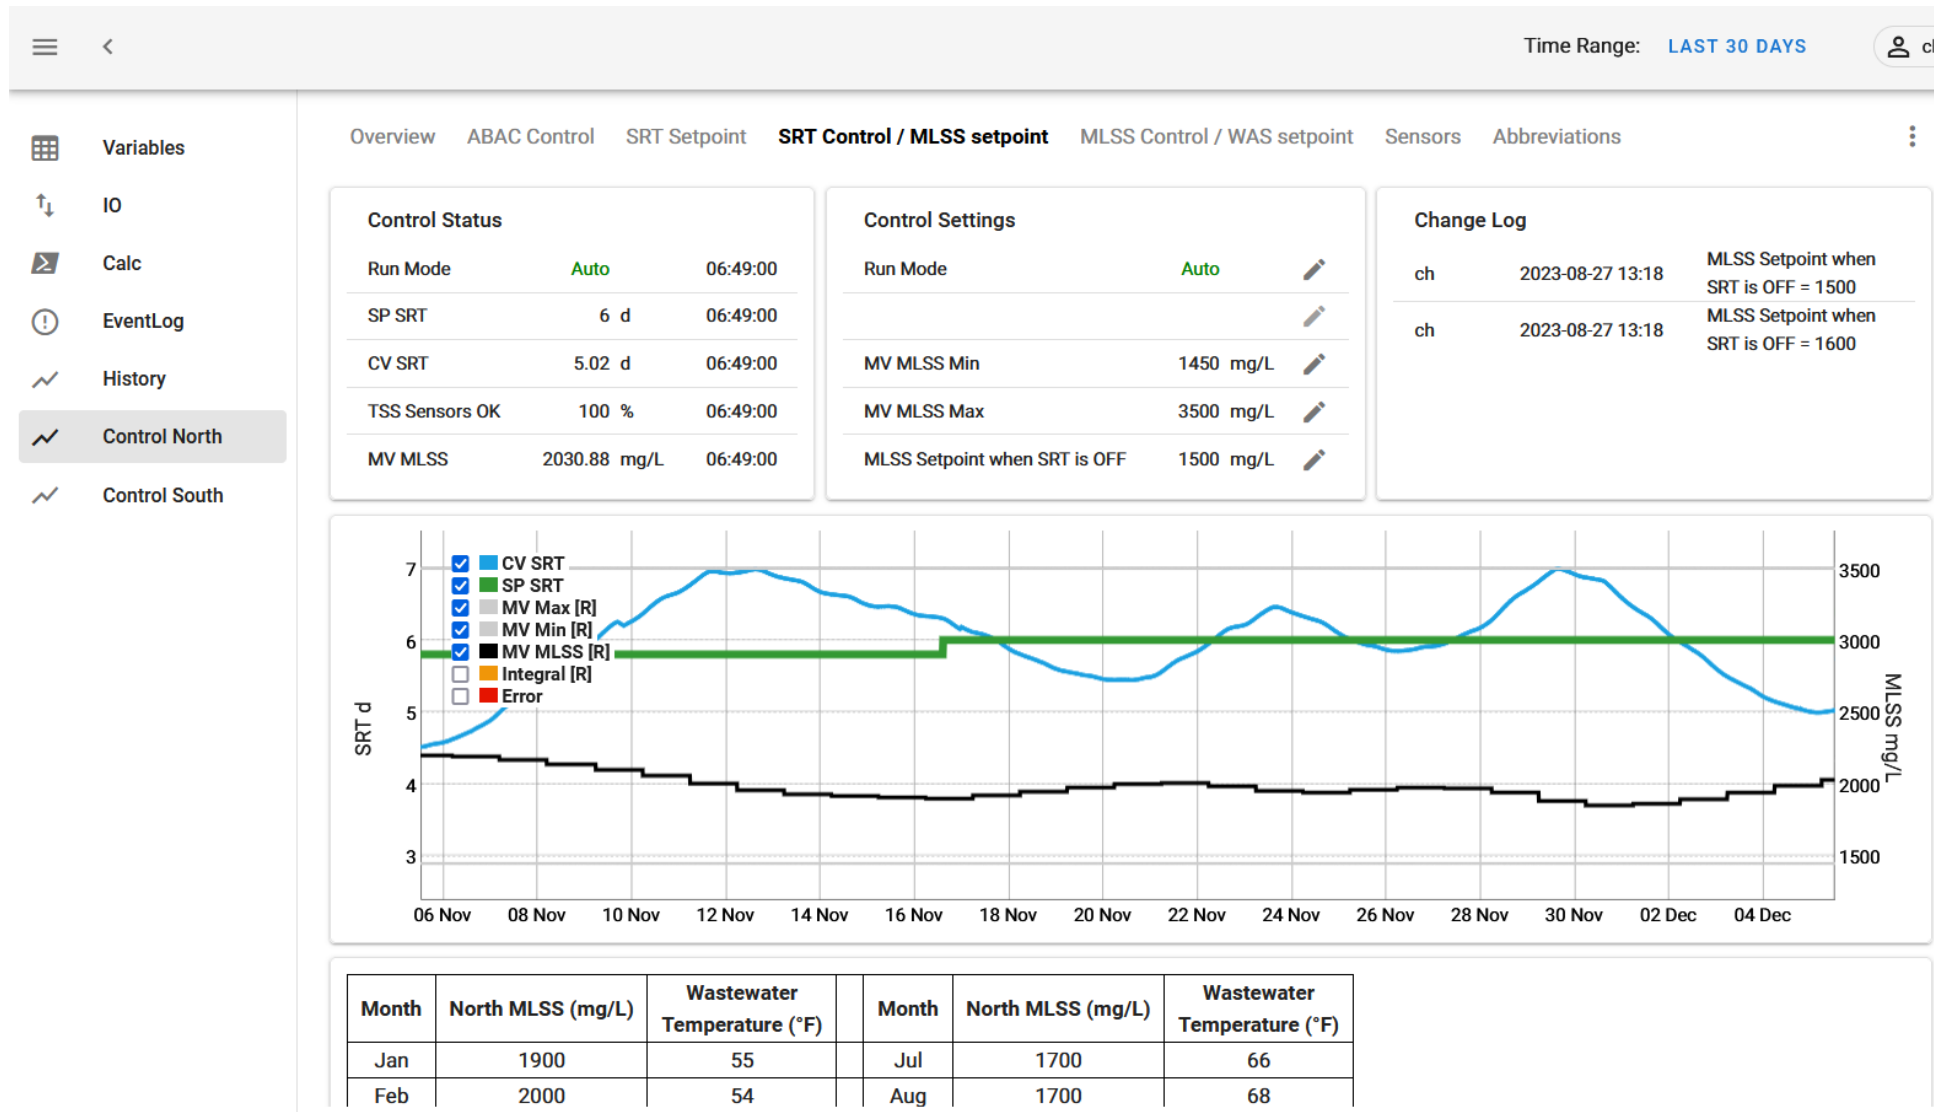 Time Range: LAST 30 DAYS
Variables
IO
Calc
EventLog
History
Control North
Control South
Overview ABAC Control SRT Setpoint SRT Control / MLSS setpoint MLSS Control / WAS setpoint Sensors Abbreviations
Control Status
Run Mode Auto 06:49:00
SP SRT 6 d 06:49:00
CV SRT 5.02 d 06:49:00
TSS Sensors OK 100 % 06:49:00
MV MLSS 2030.88 mg/L 06:49:00
Control Settings
Run Mode Auto
MV MLSS Min 1450 mg/L
MV MLSS Max 3500 mg/L
MLSS Setpoint when SRT is OFF 1500 mg/L
Change Log
ch 2023-08-27 13:18 MLSS Setpoint when
SRT is OFF = 1500
ch 2023-08-27 13:18 MLSS Setpoint when
SRT is OFF = 1600
CV SRT
SP SRT
MV Max [R]
MV Min [R]
MV MLSS [R]
Integral [R]
Error
SRT d
7
6
5
4
3
3500
3000
2500
2000
1500
MLSS mg/L
06 Nov 08 Nov 10 Nov 12 Nov 14 Nov 16 Nov 18 Nov 20 Nov 22 Nov 24 Nov 26 Nov 28 Nov 30 Nov 02 Dec 04 Dec
Month North MLSS (mg/L) Wastewater Temperature (°F) Month North MLSS (mg/L) Wastewater Temperature (°F)
Jan 1900 55 Jul 1700 66
Feb 2000 54 Aug 1700 68